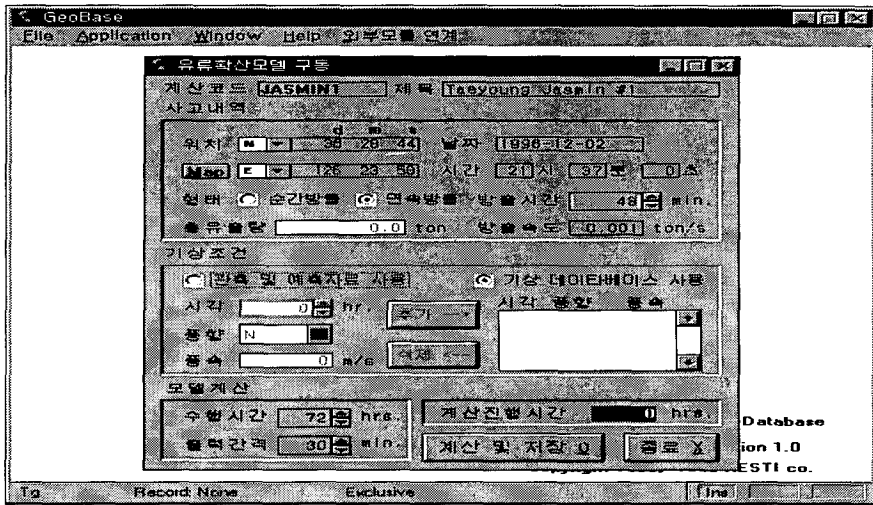 GeoBase
File Application Window Help 외부모듈 연계
유류확산모델 구동
계산코드 JASMIN1 제목 Taeyoung Jasmin #1
사고내역
d m s
위치 N 36 28 44 날짜 1996-12-02
Map E 126 23 59 시간 21 시 37 분 0 초
형태 순간방출 연속방출 방출시간 48 min.
총유출량 0.0 ton 방출속도 0.001 ton/s
기상조건
관측 및 예측자료 사용 기상 데이타베이스 사용
시각 0 hr. 추가 --> 시각 풍향 풍속
풍향 N
풍속 0 m/s 삭제 <--
모델계산
수행시간 72 hrs. 계산진행시간 0 hrs.
출력간격 30 min. 계산 및 저장 종료 X
Database
ion 1.0
co.
Record: None Exclusive Ins